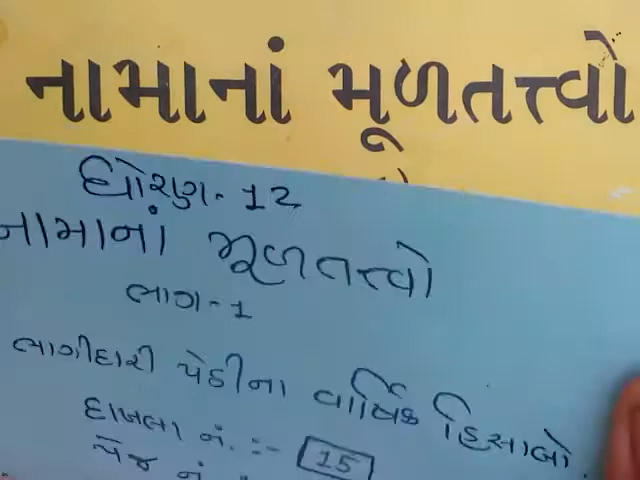 નામાનાં મૂળતત્ત્વો
ધોરણ - 12
નામાનાં મૂળતત્ત્વો
ભાગ - 1
ભાગીદારી પેઢીના વાર્ષિક હિસાબો.
દાખલા નં. :- 15
પેજ નં.